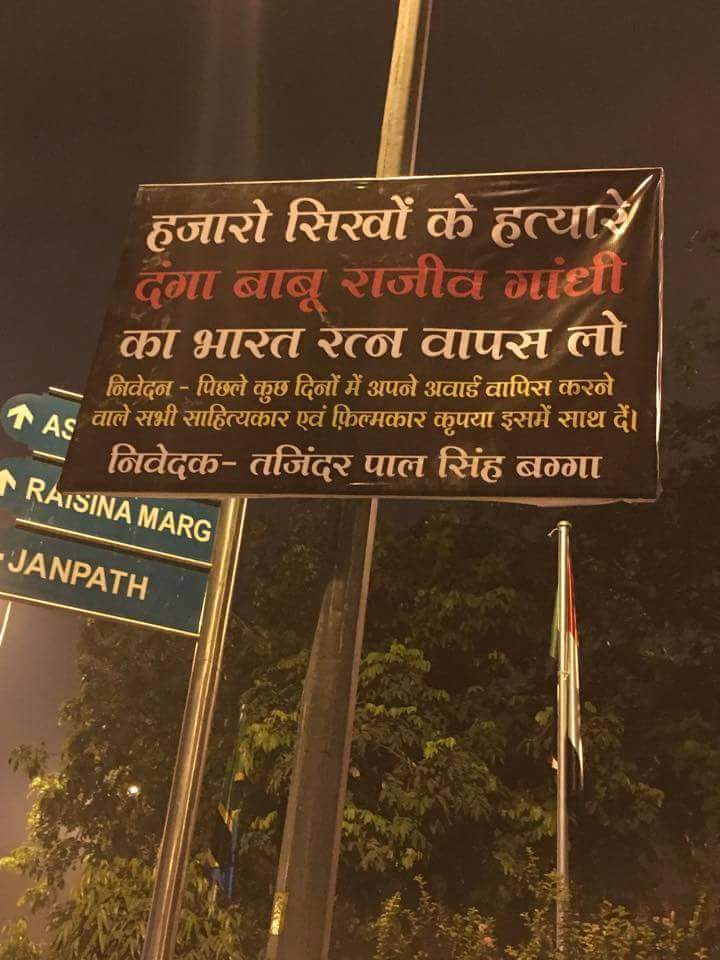 हजारो सिखों के हत्यारे
दंगा बाबू राजीव गांधी
का भारत रत्न वापस लो
निवेदन - पिछले कुछ दिनों में अपने अवार्ड वापिस करने
वाले सभी साहित्यकार एवं फ़िल्मकार कृपया इसमें साथ दें।
निवेदक- तजिंदर पाल सिंह बग्गा
RAISINA MARG
JANPATH